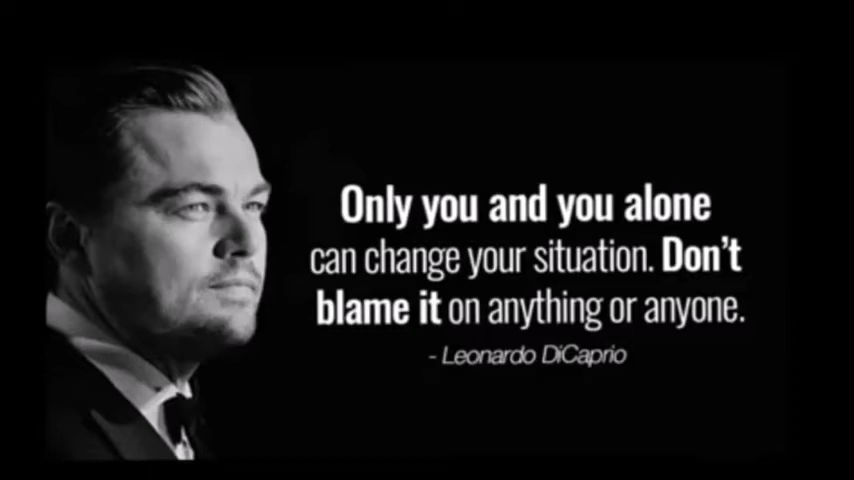 Only you and you alone
can change your situation. Don't
blame it on anything or anyone.
- Leonardo DiCaprio